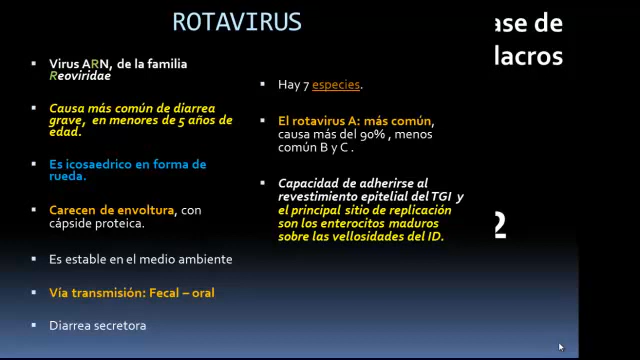 ROTAVIRUS
Virus ARN, de la familia
Reoviridae
Causa más común de diarrea
grave, en menores de 5 años de
edad.
Es icosaedrico en forma de
rueda.
Carecen de envoltura, con
cápside proteica.
Es estable en el medio ambiente
Vía transmisión: Fecal – oral
Diarrea secretora
Hay 7 especies.
El rotavirus A: más común,
causa más del 90% , menos
común B y C .
Capacidad de adherirse al
revestimiento epitelial del TGI y
el principal sitio de replicación
son los enterocitos maduros
sobre las vellosidades del ID.
ase de
lacros
2